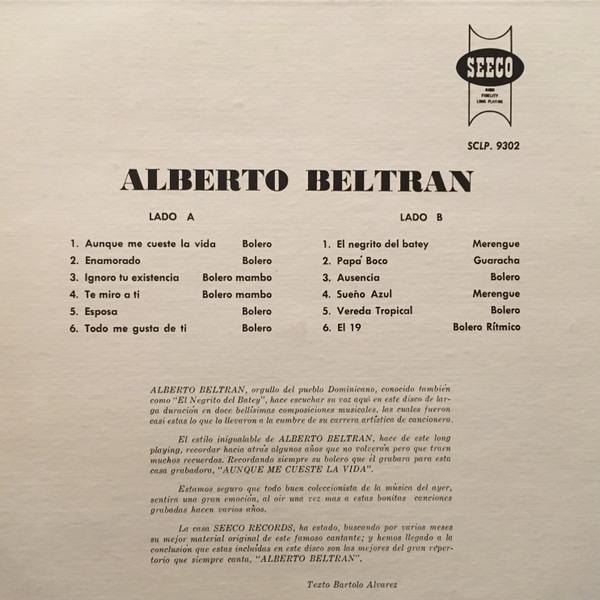 SEECO
HIGH
FIDELITY
LONG PLAYING
SCLP. 9302
ALBERTO BELTRAN
LADO A
1. Aunque me cueste la vida Bolero
2. Enamorado Bolero
3. Ignoro tu existencia Bolero mambo
4. Te miro a ti Bolero mambo
5. Esposa Bolero
6. Todo me gusta de ti Bolero
LADO B
1. El negrito del batey Merengue
2. Papá Boco Guaracha
3. Ausencia Bolero
4. Sueño Azul Merengue
5. Vereda Tropical Bolero
6. El 19 Bolero Rítmico
ALBERTO BELTRAN, orgullo del pueblo Dominicano, conocido también
como "El Negrito del Batey", hace escuchar su voz aquí en este disco de lar-
ga duración en doce bellísimas composiciones musicales, las cuales fueron
casi estas lo que lo llevaron a la cumbre de su carrera artística de cancionero.
El estilo inigualable de ALBERTO BELTRAN, hace de este long
playing, recordar hacia atrás algunos años que no volverán pero que traen
muchos recuerdos. Recordando siempre su bolero que él grabara para esta
casa grabadora, "AUNQUE ME CUESTE LA VIDA".
Estamos seguro que todo buen coleccionista de la música del ayer,
sentira una gran emoción, al oir una vez mas a estas bonitas canciones
grabadas hacen varios años.
La casa SEECO RECORDS, ha estado, buscando por varios meses
su mejor material original de este famoso cantante; y hemos llegado a la
conclusión que estas incluídas en este disco son las mejores del gran réper-
torio que siempre canta, "ALBERTO BELTRAN".
Texto Bartolo Alvarez